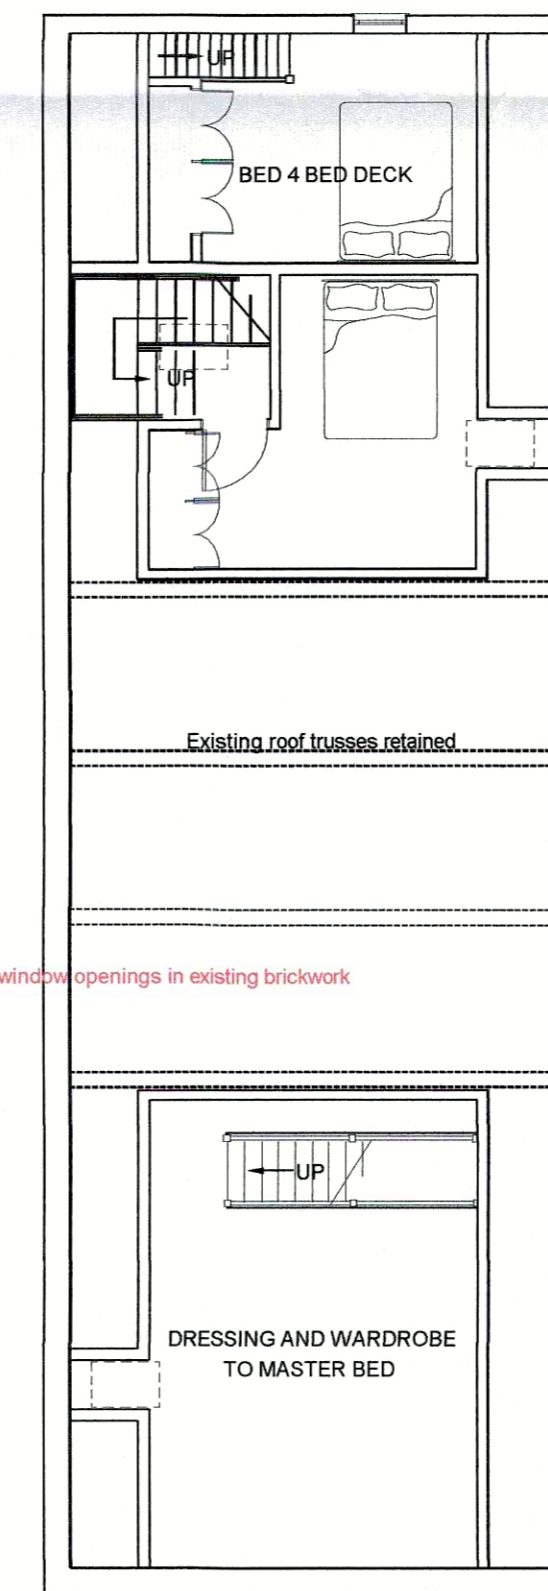 UP
BED 4 BED DECK
UP
Existing roof trusses retained
window openings in existing brickwork
UP
DRESSING AND WARDROBE
TO MASTER BED